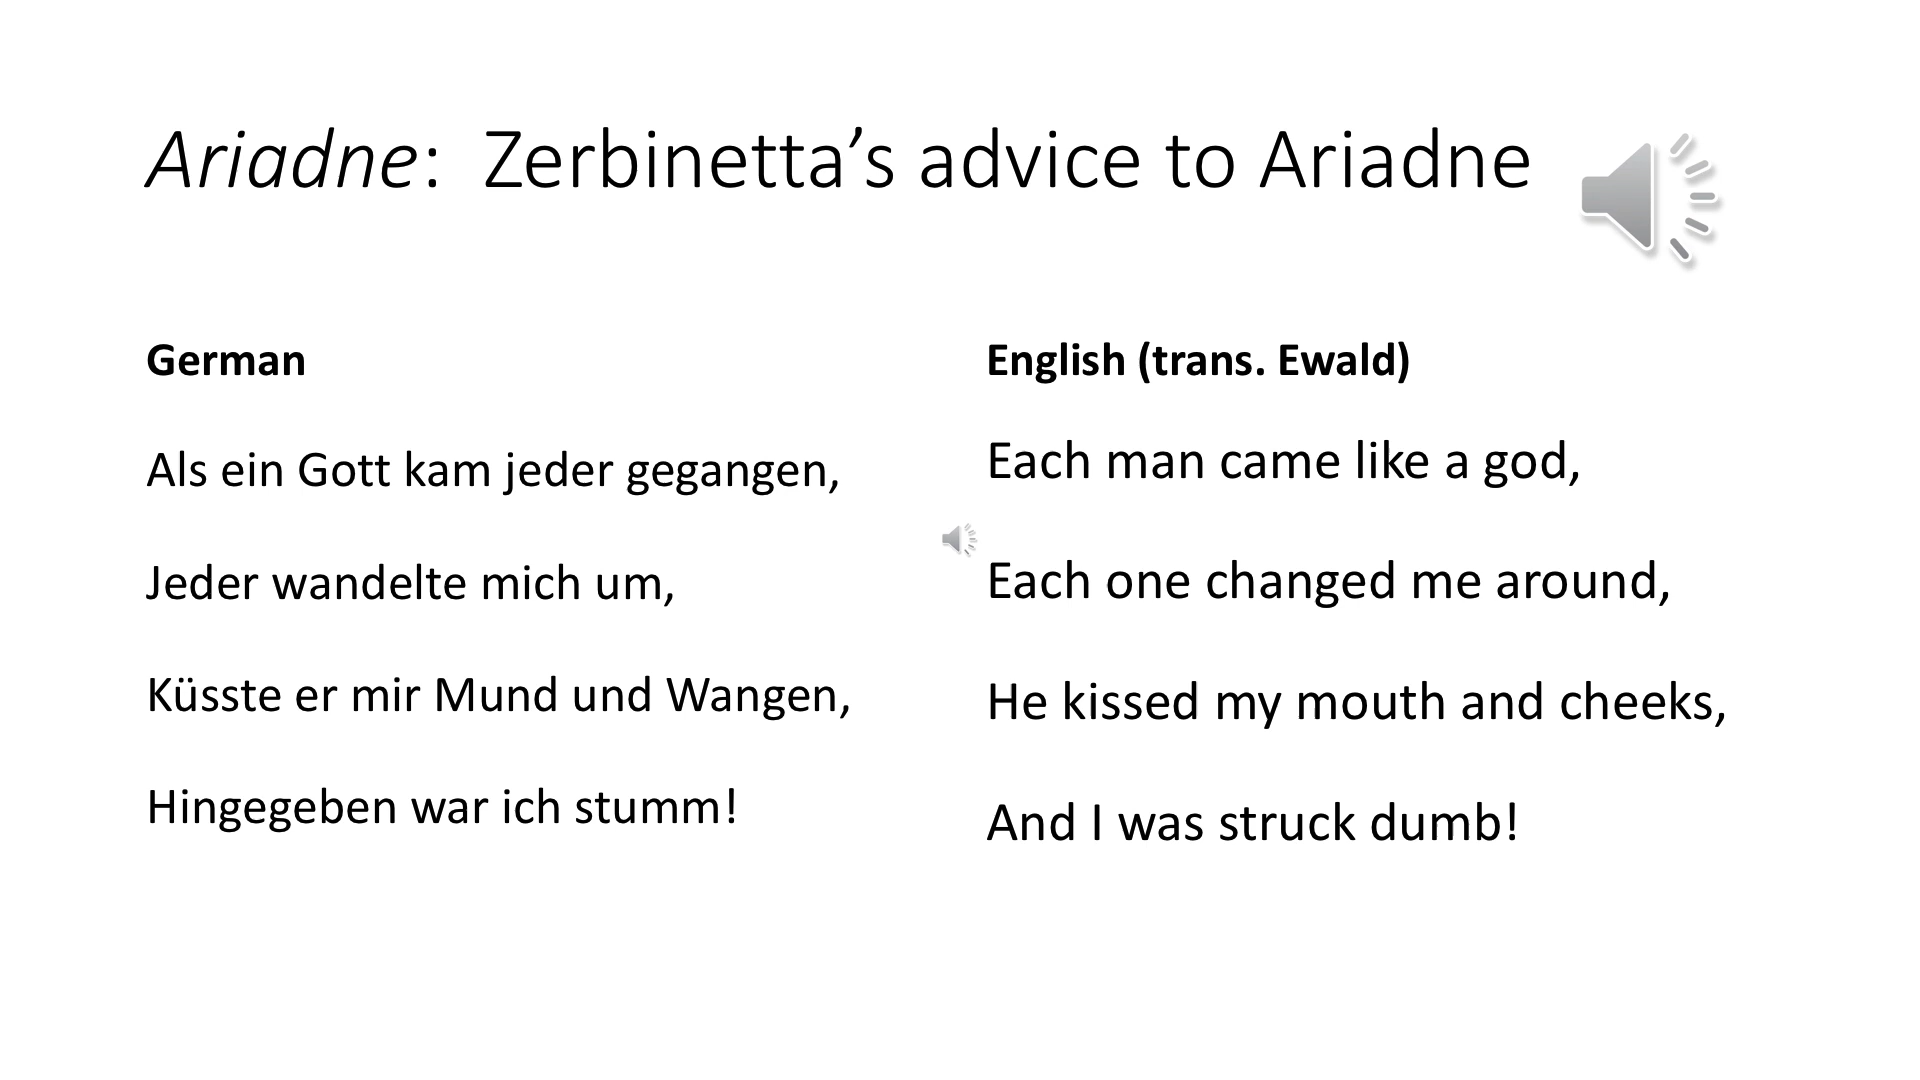 Ariadne:  Zerbinetta’s advice to Ariadne
German
Als ein Gott kam jeder gegangen,
Jeder wandelte mich um,
Küsste er mir Mund und Wangen,
Hingegeben war ich stumm!
English (trans. Ewald)
Each man came like a god,
Each one changed me around,
He kissed my mouth and cheeks,
And I was struck dumb!